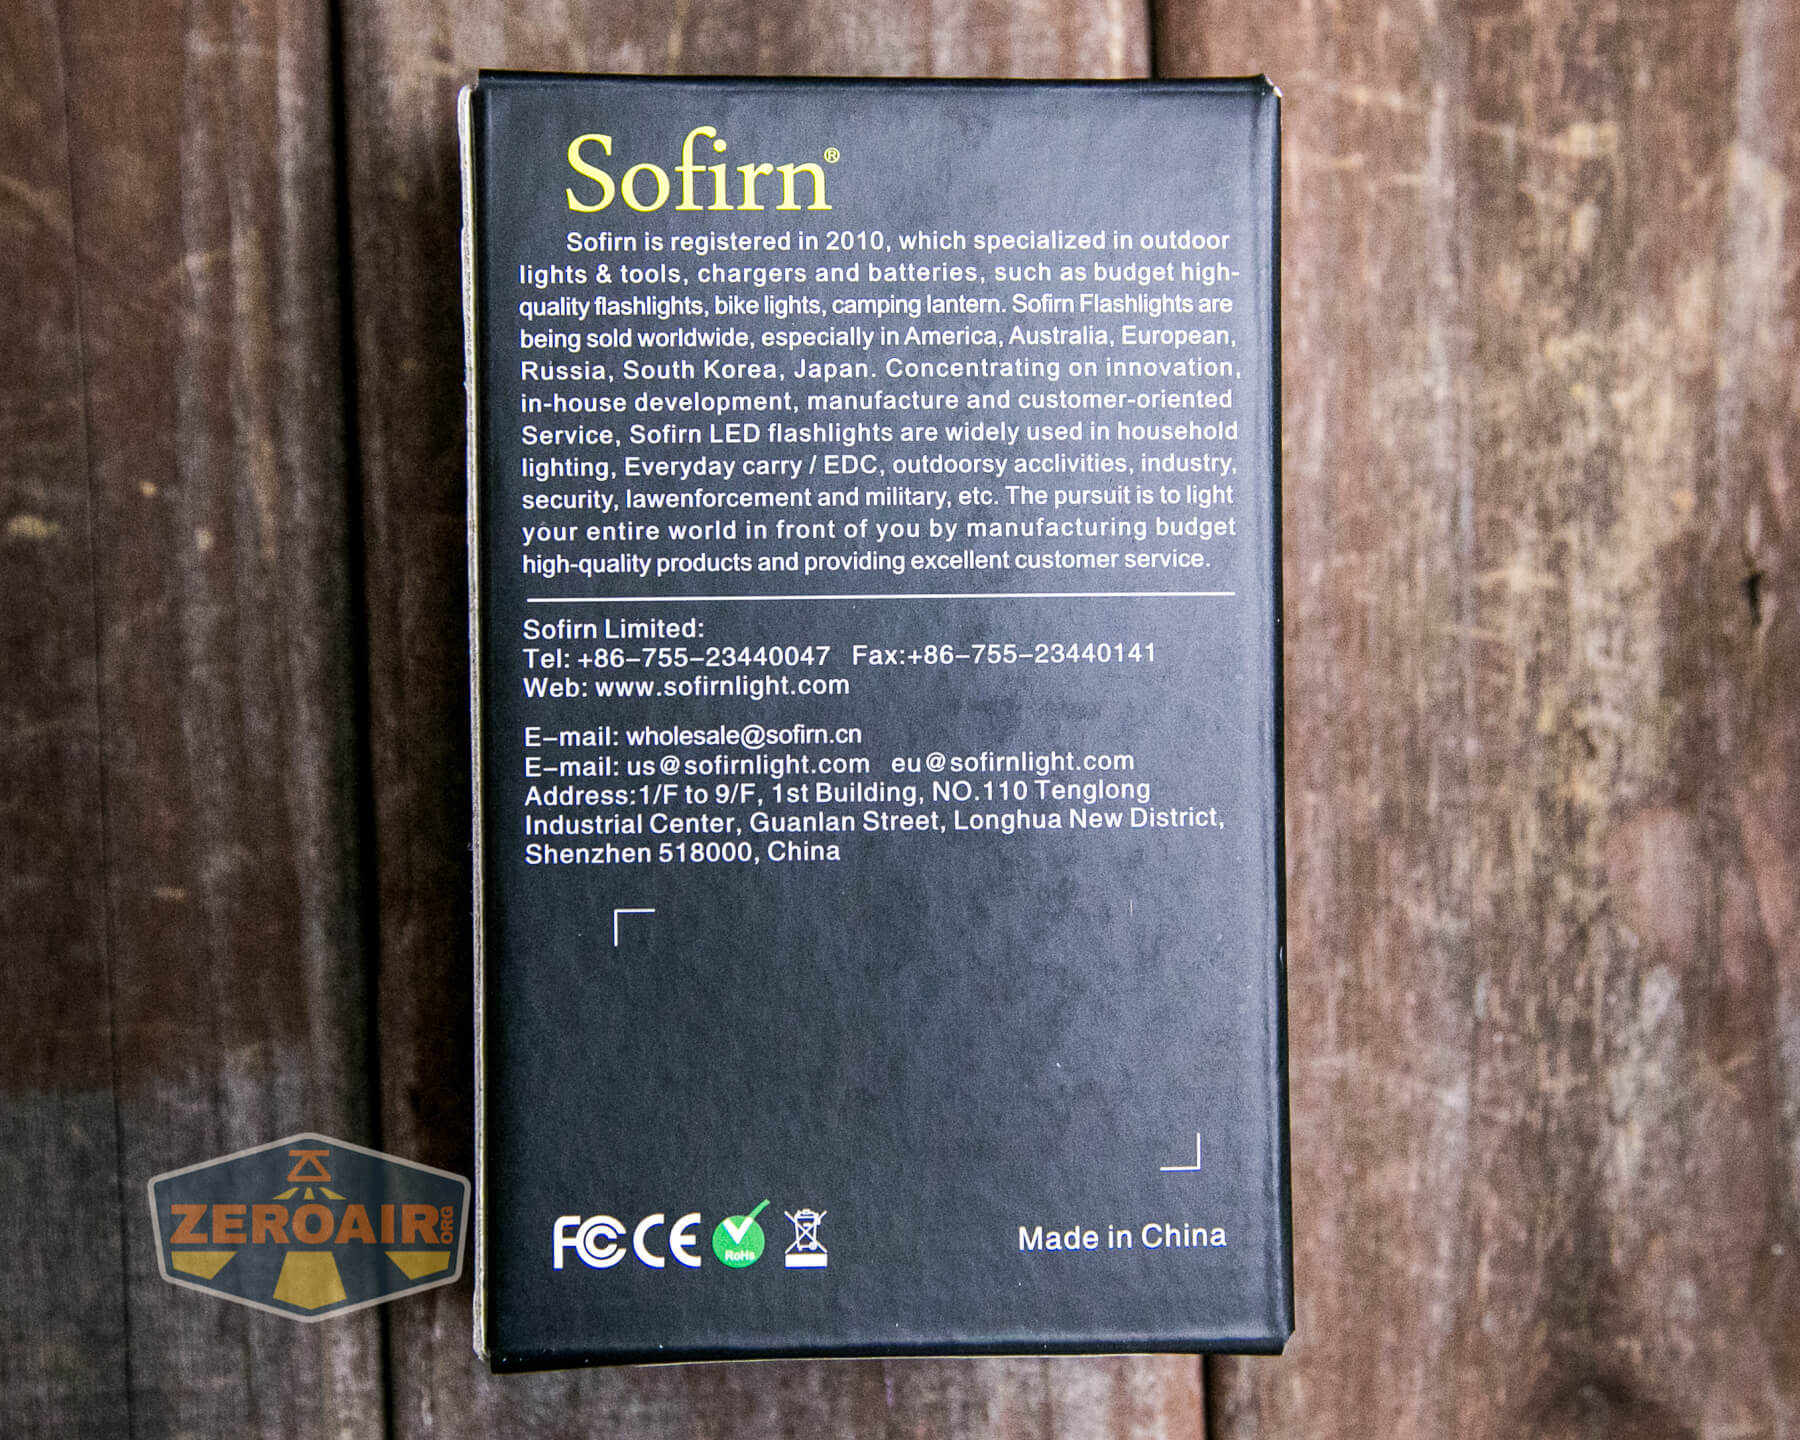 Sofirn®
Sofirn is registered in 2010, which specialized in outdoor
lights & tools, chargers and batteries, such as budget high-
quality flashlights, bike lights, camping lantern. Sofirn Flashlights are
being sold worldwide, especially in America, Australia, European,
Russia, South Korea, Japan. Concentrating on innovation,
in-house development, manufacture and customer-oriented
Service, Sofirn LED flashlights are widely used in household
lighting, Everyday carry / EDC, outdoorsy acclivities, industry,
security, lawenforcement and military, etc. The pursuit is to light
your entire world in front of you by manufacturing budget
high-quality products and providing excellent customer service.
Sofirn Limited:
Tel: +86–755–23440047 Fax:+86–755–23440141
Web: www.sofirnlight.com
E–mail: wholesale@sofirn.cn
E–mail: us@sofirnlight.com eu@sofirnlight.com
Address:1/F to 9/F, 1st Building, NO.110 Tenglong
Industrial Center, Guanlan Street, Longhua New District,
Shenzhen 518000, China
FC CE RoHs
Made in China
ZEROAIR.ORG